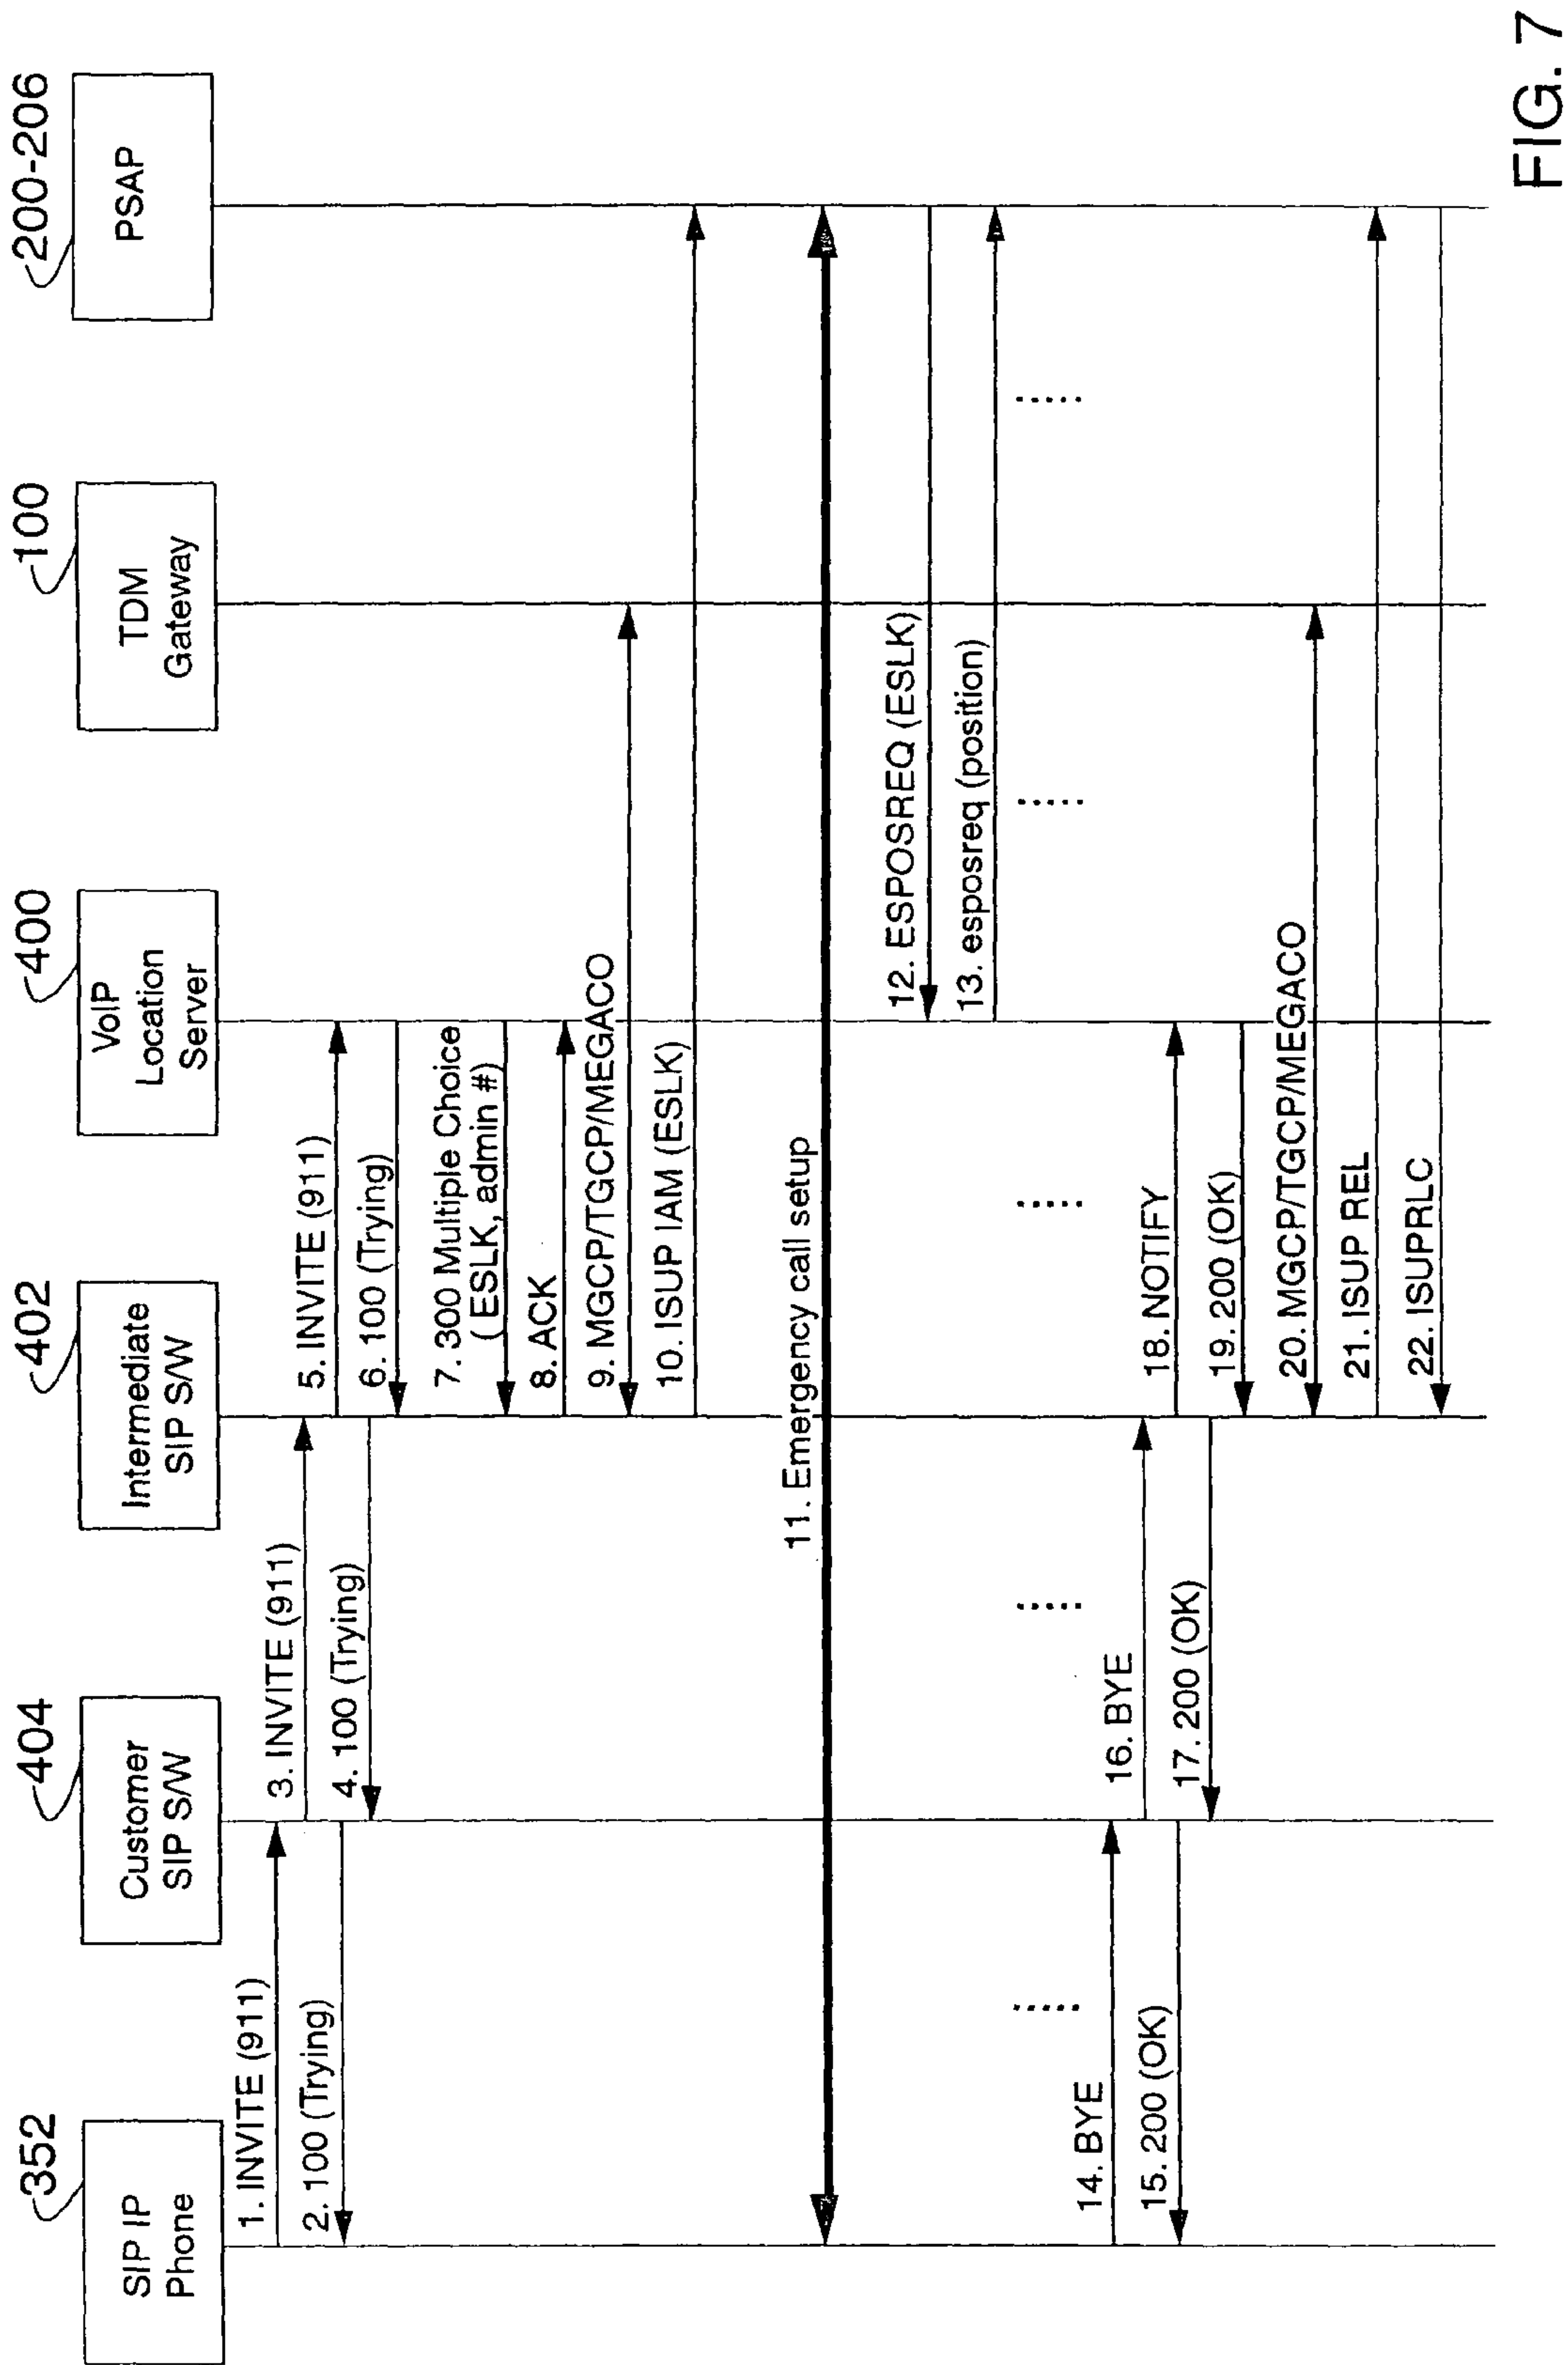 352
SIP IP
Phone
404
Customer
SIP S/W
402
Intermediate
SIP S/W
400
VoIP
Location
Server
100
TDM
Gateway
200-206
PSAP
1. INVITE (911)
2. 100 (Trying)
3. INVITE (911)
4. 100 (Trying)
5. INVITE (911)
6. 100 (Trying)
7. 300 Multiple Choice
( ESLK, admin #)
8. ACK
9. MGCP/TGCP/MEGACO
10. ISUP IAM (ESLK)
11. Emergency call setup
12. ESPOSREQ (ESLK)
13. esposreq (position)
.....
.....
.....
.....
.....
14. BYE
15. 200 (OK)
16. BYE
17. 200 (OK)
18. NOTIFY
19. 200 (OK)
20. MGCP/TGCP/MEGACO
21. ISUP REL
22. ISUPRLC
FIG. 7